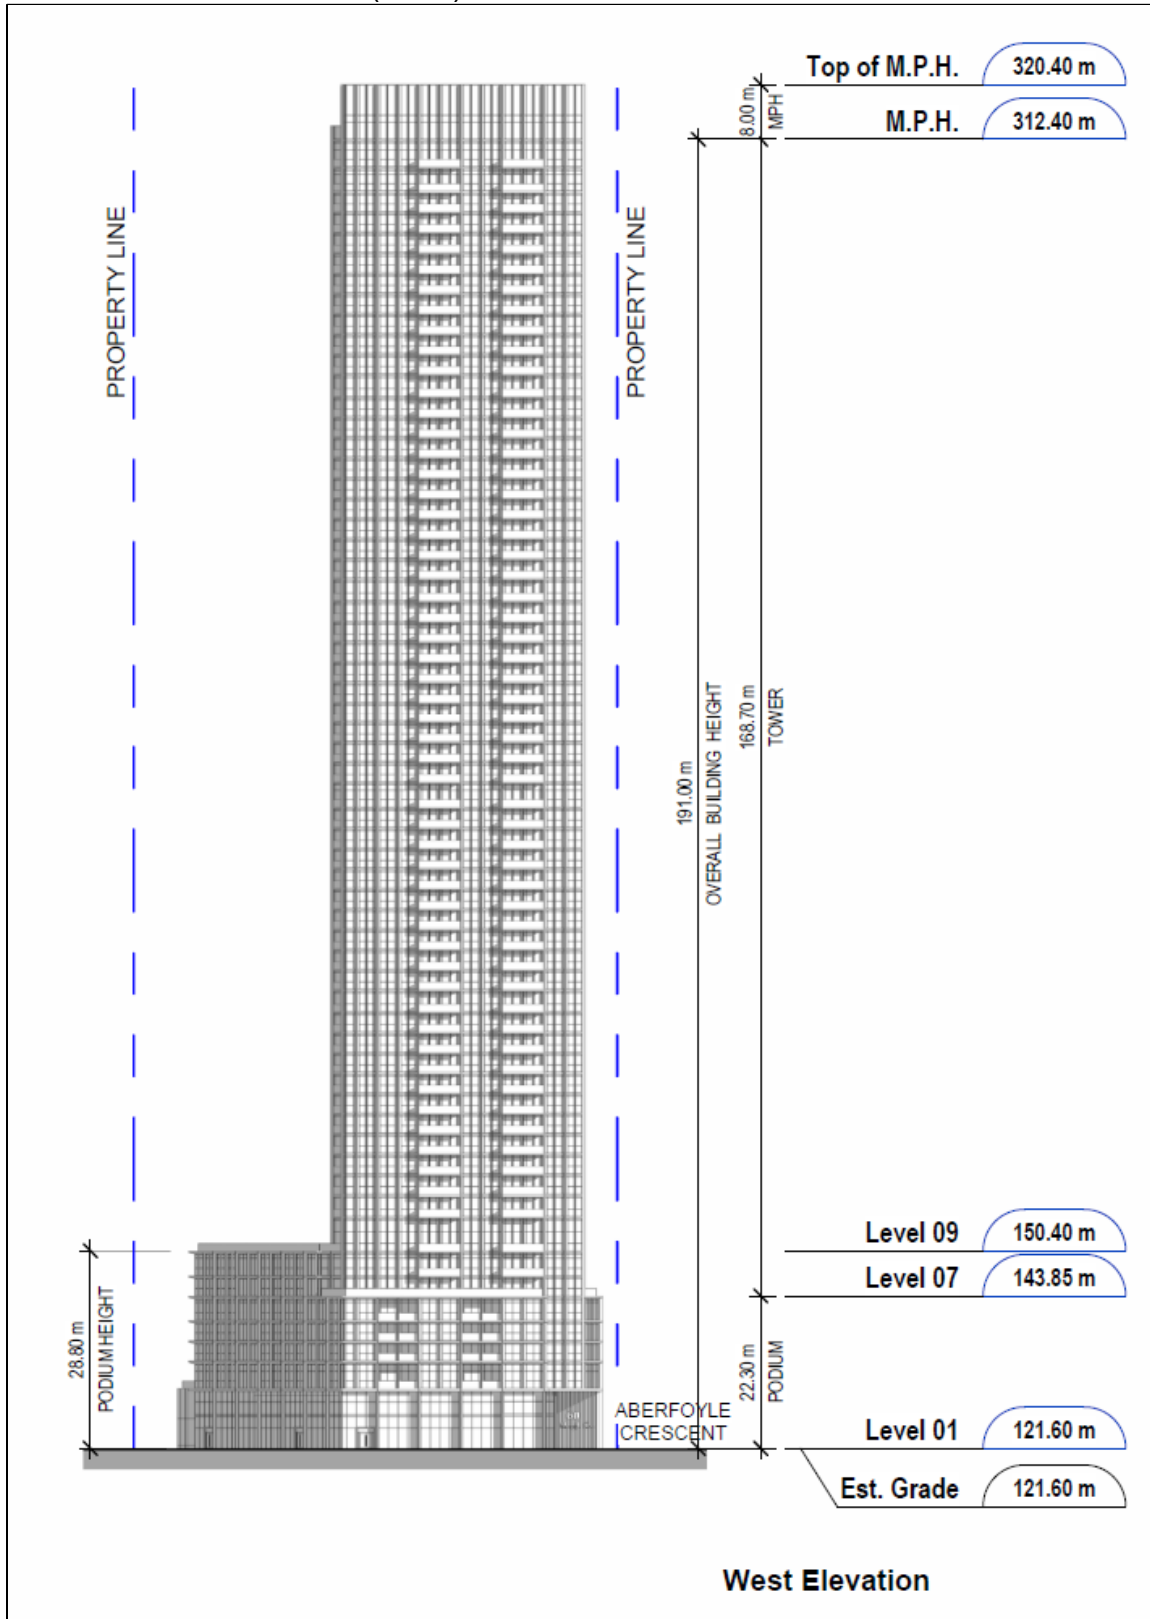 Top of M.P.H. 320.40 m
8.00 m
MPH
M.P.H. 312.40 m
PROPERTY LINE
PROPERTY LINE
191.00 m
OVERALL BUILDING HEIGHT
168.70 m
TOWER
Level 09 150.40 m
Level 07 143.85 m
28.80 m
PODIUM HEIGHT
22.30 m
PODIUM
ABERFOYLE
CRESCENT
Level 01 121.60 m
Est. Grade 121.60 m
West Elevation